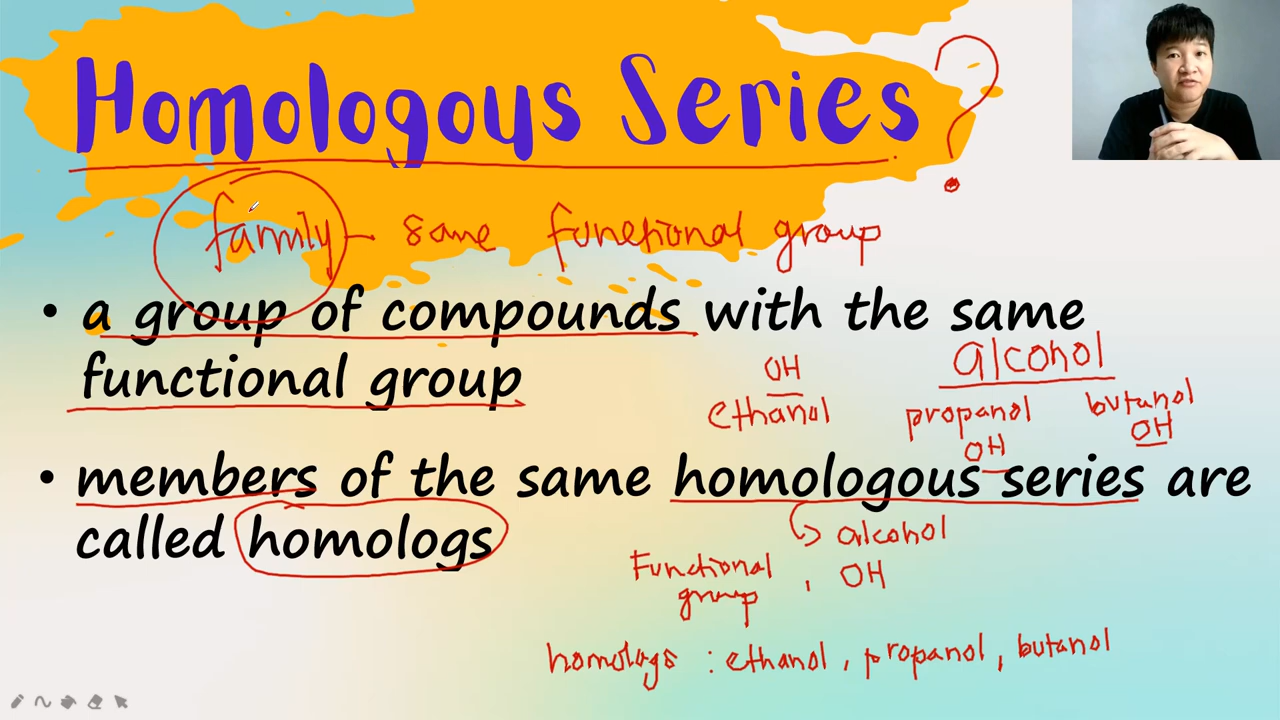 Homologous Series ?
family - same functional group
• a group of compounds with the same
functional group
alcohol
OH
ethanol propanol butanol
OH OH
• members of the same homologous series are
called homologs
alcohol
Functional
group , OH
homologs : ethanol, propanol, butanol